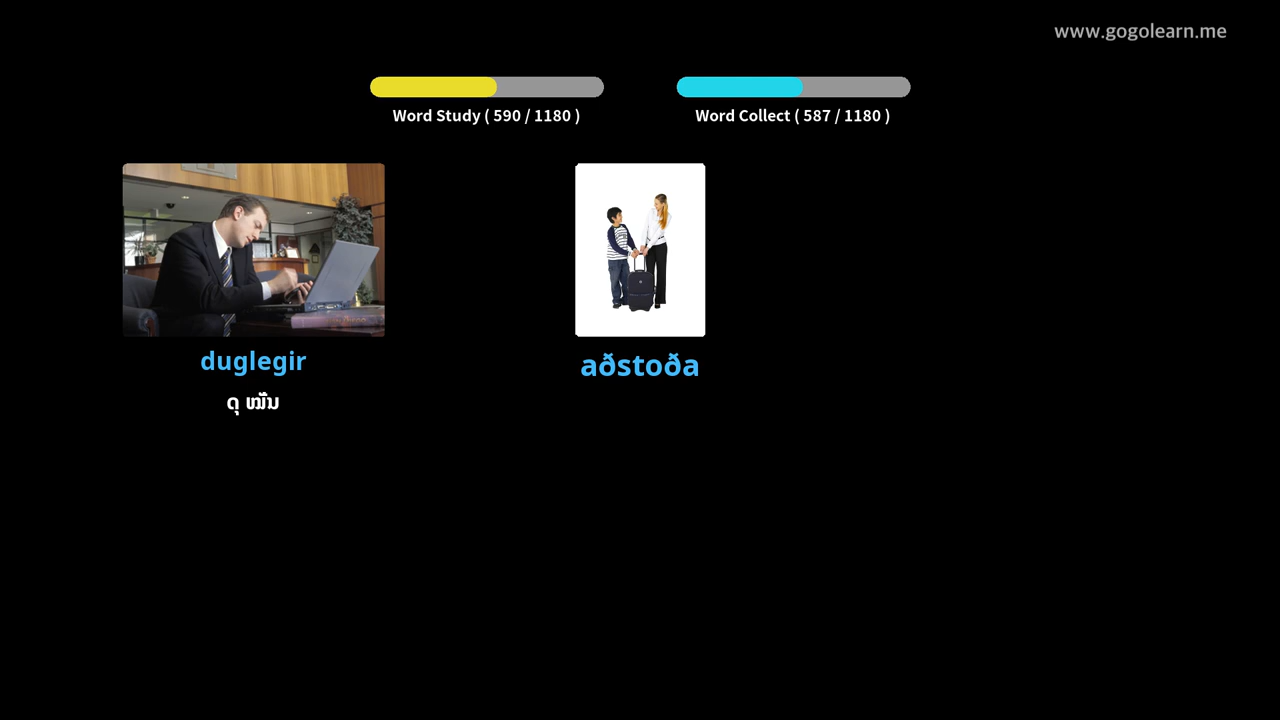 www.gogolearn.me
Word Study ( 590 / 1180 )
Word Collect ( 587 / 1180 )
duglegir
ດຸ ໝັ່ນ
aðstoða